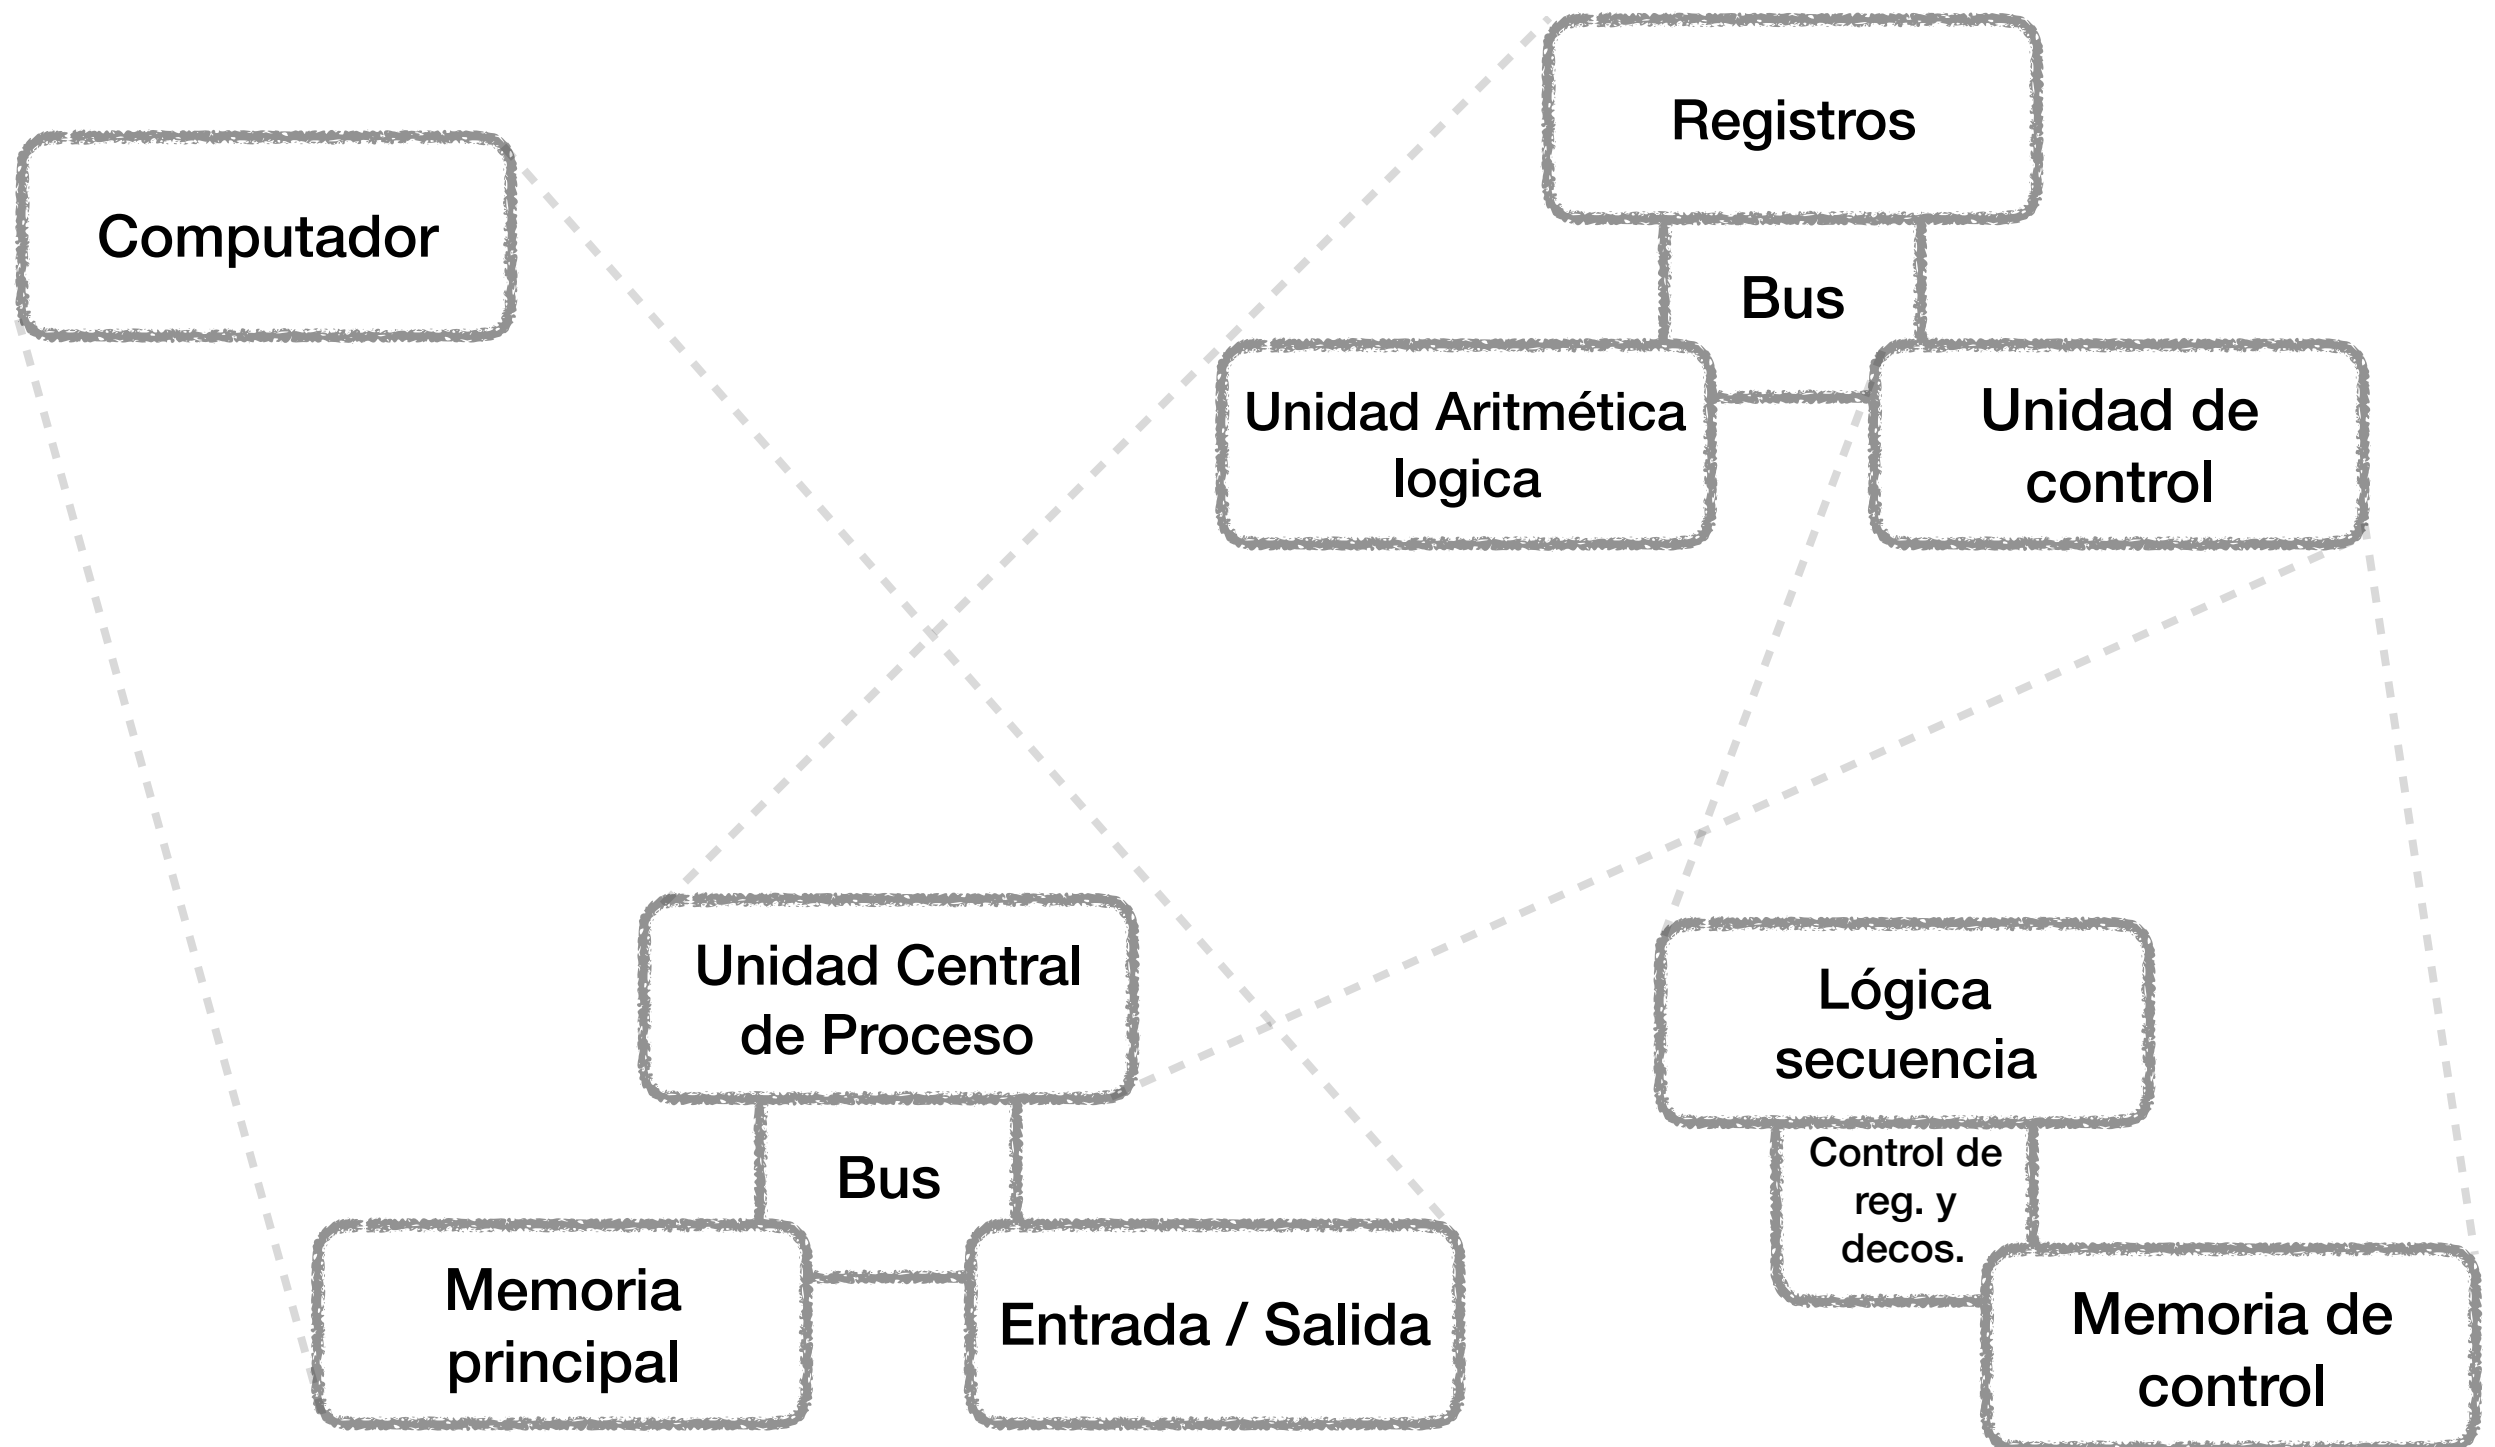 Registros
Computador
Bus
Unidad Aritmética
logica
Unidad de
control
Unidad Central
de Proceso
Lógica
secuencia
Bus
Control de
reg. y
decos.
Memoria
principal
Entrada / Salida
Memoria de
control